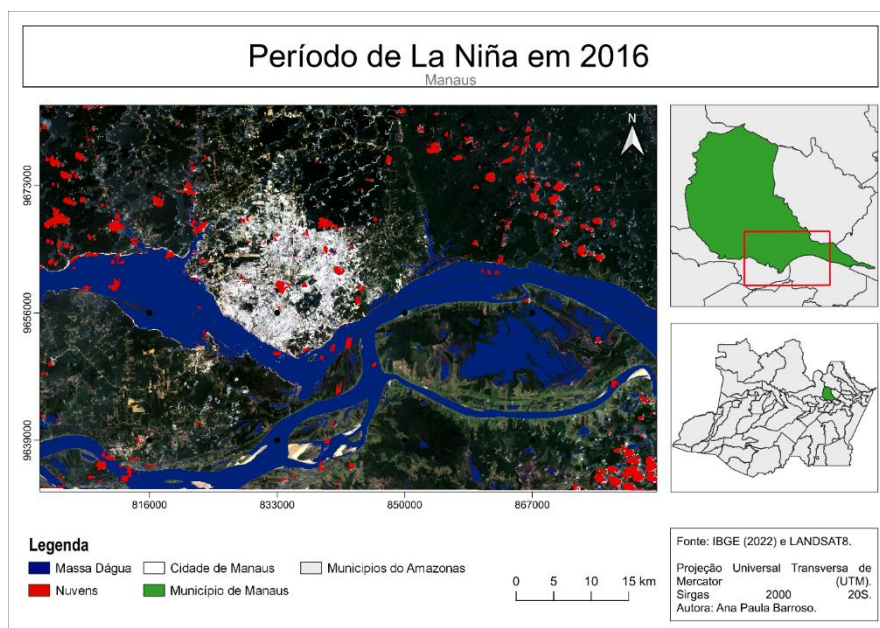 Período de La Niña em 2016
Manaus
N
9673000
9656000
9639000
816000
833000
850000
867000
Legenda
Massa Dágua
Cidade de Manaus
Municipios do Amazonas
Nuvens
Município de Manaus
0 5 10 15 km
Fonte: IBGE (2022) e LANDSAT8.
Projeção Universal Transversa de
Mercator (UTM).
Sirgas 2000 20S.
Autora: Ana Paula Barroso.